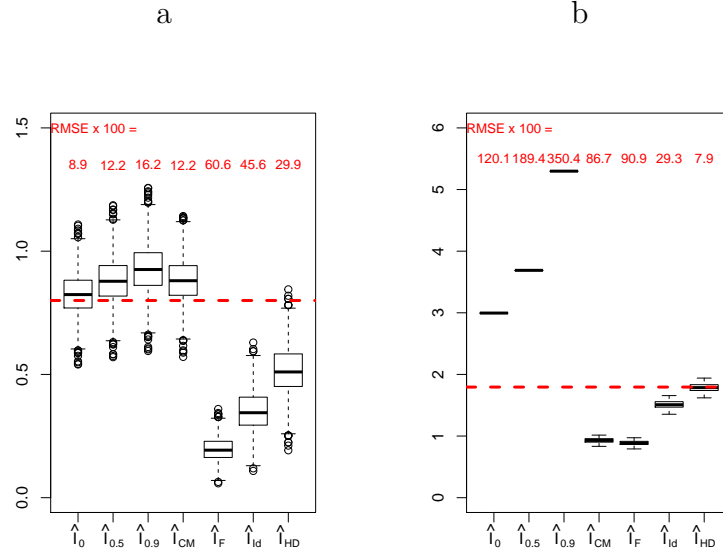 a
b
RMSE x 100 =
8.9 12.2 16.2 12.2 60.6 45.6 29.9
1.5
1.0
0.5
0.0
Î0 Î0.5 Î0.9 ÎCM ÎF ÎId ÎHD
RMSE x 100 =
120.1 189.4 350.4 86.7 90.9 29.3 7.9
6
5
4
3
2
1
0
Î0 Î0.5 Î0.9 ÎCM ÎF ÎId ÎHD